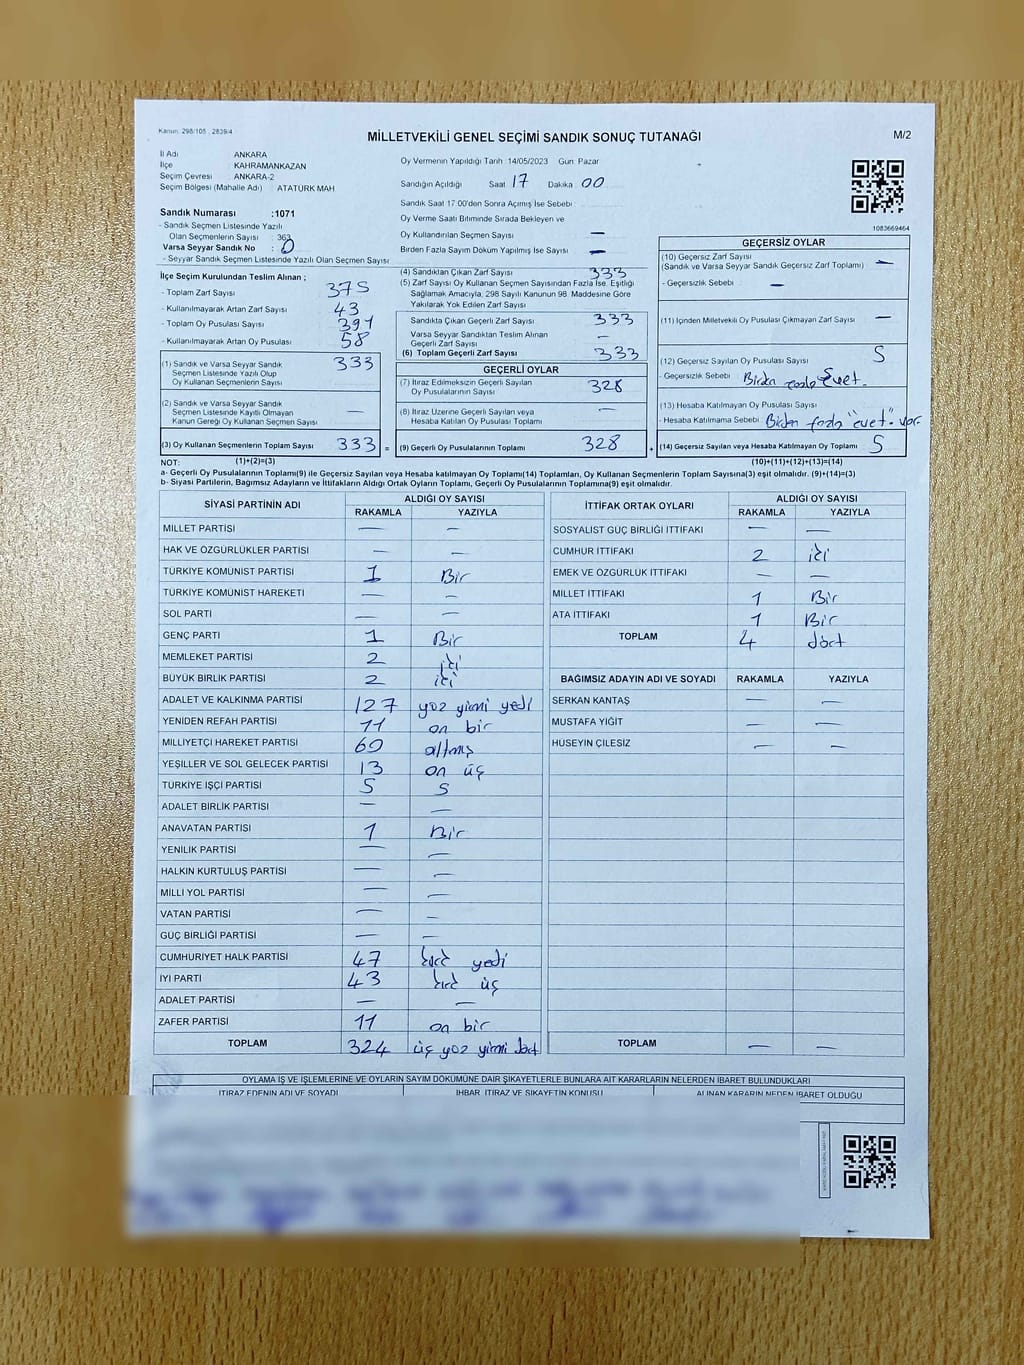 Kanun: 298/105 , 2839/4
MİLLETVEKİLİ GENEL SEÇİMİ SANDIK SONUÇ TUTANAĞI
M/2
İl Adı ANKARA
İlçe KAHRAMANKAZAN
Seçim Çevresi : ANKARA-2
Seçim Bölgesi (Mahalle Adı) : ATATÜRK MAH
Oy Vermenin Yapıldığı Tarih :14/05/2023 Gün: Pazar
Sandığın Açıldığı Saat 17 Dakika 00
Sandık Saat 17:00'den Sonra Açılmış İse Sebebi :
Oy Verme Saati Bitiminde Sırada Bekleyen ve
Oy Kullandırılan Seçmen Sayısı : —
Birden Fazla Sayım Döküm Yapılmış İse Sayısı : —
1083669464
Sandık Numarası :1071
- Sandık Seçmen Listesinde Yazılı
Olan Seçmenlerin Sayısı : 363
Varsa Seyyar Sandık No : 0
- Seyyar Sandık Seçmen Listesinde Yazılı Olan Seçmen Sayısı
İlçe Seçim Kurulundan Teslim Alınan ;
- Toplam Zarf Sayısı 375
- Kullanılmayarak Artan Zarf Sayısı 43
- Toplam Oy Pusulası Sayısı 391
- Kullanılmayarak Artan Oy Pusulası 58
(1) Sandık ve Varsa Seyyar Sandık
Seçmen Listesinde Yazılı Olup
Oy Kullanan Seçmenlerin Sayısı 333
(2) Sandık ve Varsa Seyyar Sandık
Seçmen Listesinde Kayıtlı Olmayan
Kanun Gereği Oy Kullanan Seçmen Sayısı —
(3) Oy Kullanan Seçmenlerin Toplam Sayısı 333 =
(4) Sandıktan Çıkan Zarf Sayısı 333
(5) Zarf Sayısı Oy Kullanan Seçmen Sayısından Fazla İse, Eşitliği
Sağlamak Amacıyla, 298 Sayılı Kanunun 98. Maddesine Göre
Yakılarak Yok Edilen Zarf Sayısı
Sandıkta Çıkan Geçerli Zarf Sayısı 333
Varsa Seyyar Sandıktan Teslim Alınan
Geçerli Zarf Sayısı —
(6) Toplam Geçerli Zarf Sayısı 333
GEÇERLİ OYLAR
(7) İtiraz Edilmeksizin Geçerli Sayılan
Oy Pusulalarının Sayısı 328
(8) İtiraz Üzerine Geçerli Sayılan veya
Hesaba Katılan Oy Pusulaları Toplamı —
(9) Geçerli Oy Pusulalarının Toplamı 328 +
GEÇERSİZ OYLAR
(10) Geçersiz Zarf Sayısı
(Sandık ve Varsa Seyyar Sandık Geçersiz Zarf Toplamı) —
- Geçersizlik Sebebi : —
(11) İçinden Milletvekili Oy Pusulası Çıkmayan Zarf Sayısı —
(12) Geçersiz Sayılan Oy Pusulası Sayısı 5
- Geçersizlik Sebebi : Birden fazla Evet.
(13) Hesaba Katılmayan Oy Pusulası Sayısı
- Hesaba Katılmama Sebebi : Birden fazla "evet" var
(14) Geçersiz Sayılan veya Hesaba Katılmayan Oy Toplamı 5
NOT: (1)+(2)=(3) (10)+(11)+(12)+(13)=(14)
a- Geçerli Oy Pusulalarının Toplamı(9) ile Geçersiz Sayılan veya Hesaba katılmayan Oy Toplamı(14) Toplamları, Oy Kullanan Seçmenlerin Toplam Sayısına(3) eşit olmalıdır. (9)+(14)=(3)
b- Siyasi Partilerin, Bağımsız Adayların ve İttifakların Aldığı Ortak Oyların Toplamı, Geçerli Oy Pusulalarının Toplamına(9) eşit olmalıdır.
SİYASİ PARTİNİN ADI ALDIĞI OY SAYISI
RAKAMLA YAZIYLA
MİLLET PARTİSİ — —
HAK VE ÖZGÜRLÜKLER PARTİSİ — —
TÜRKİYE KOMÜNİST PARTİSİ 1 Bir
TÜRKİYE KOMÜNİST HAREKETİ — —
SOL PARTİ — —
GENÇ PARTİ 1 Bir
MEMLEKET PARTİSİ 2 iki
BÜYÜK BİRLİK PARTİSİ 2 iki
ADALET VE KALKINMA PARTİSİ 127 yüz yirmi yedi
YENİDEN REFAH PARTİSİ 11 on bir
MİLLİYETÇİ HAREKET PARTİSİ 60 altmış
YEŞİLLER VE SOL GELECEK PARTİSİ 13 on üç
TÜRKİYE İŞÇİ PARTİSİ 5 5
ADALET BİRLİK PARTİSİ — —
ANAVATAN PARTİSİ 1 Bir
YENİLİK PARTİSİ — —
HALKIN KURTULUŞ PARTİSİ — —
MİLLİ YOL PARTİSİ — —
VATAN PARTİSİ — —
GÜÇ BİRLİĞİ PARTİSİ — —
CUMHURİYET HALK PARTİSİ 47 kırk yedi
İYİ PARTİ 43 kırk üç
ADALET PARTİSİ — —
ZAFER PARTİSİ 11 on bir
TOPLAM 324 üç yüz yirmi dört
İTTİFAK ORTAK OYLARI ALDIĞI OY SAYISI
RAKAMLA YAZIYLA
SOSYALİST GÜÇ BİRLİĞİ İTTİFAKI — —
CUMHUR İTTİFAKI 2 iki
EMEK VE ÖZGÜRLÜK İTTİFAKI — —
MİLLET İTTİFAKI 1 Bir
ATA İTTİFAKI 1 Bir
TOPLAM 4 dört
BAĞIMSIZ ADAYIN ADI VE SOYADI RAKAMLA YAZIYLA
SERKAN KANTAŞ — —
MUSTAFA YİĞİT — —
HÜSEYİN ÇİLESİZ — —
TOPLAM — —
OYLAMA İŞ VE İŞLEMLERİNE VE OYLARIN SAYIM DÖKÜMÜNE DAİR ŞİKAYETLERLE BUNLARA AİT KARARLARIN NELERDEN İBARET BULUNDUKLARI
İTİRAZ EDENİN ADI VE SOYADI İHBAR, İTİRAZ VE ŞİKAYETİN KONUSU ALINAN KARARIN NEDEN İBARET OLDUĞU